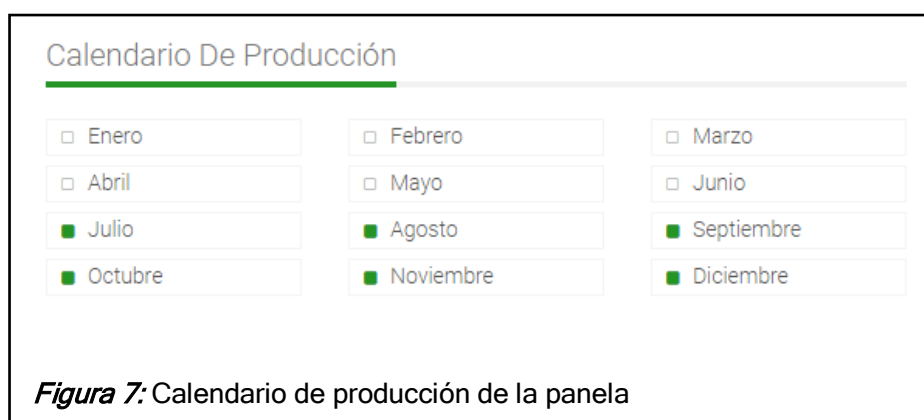 Calendario De Producción
Enero Febrero Marzo
Abril Mayo Junio
Julio Agosto Septiembre
Octubre Noviembre Diciembre
Figura 7: Calendario de producción de la panela